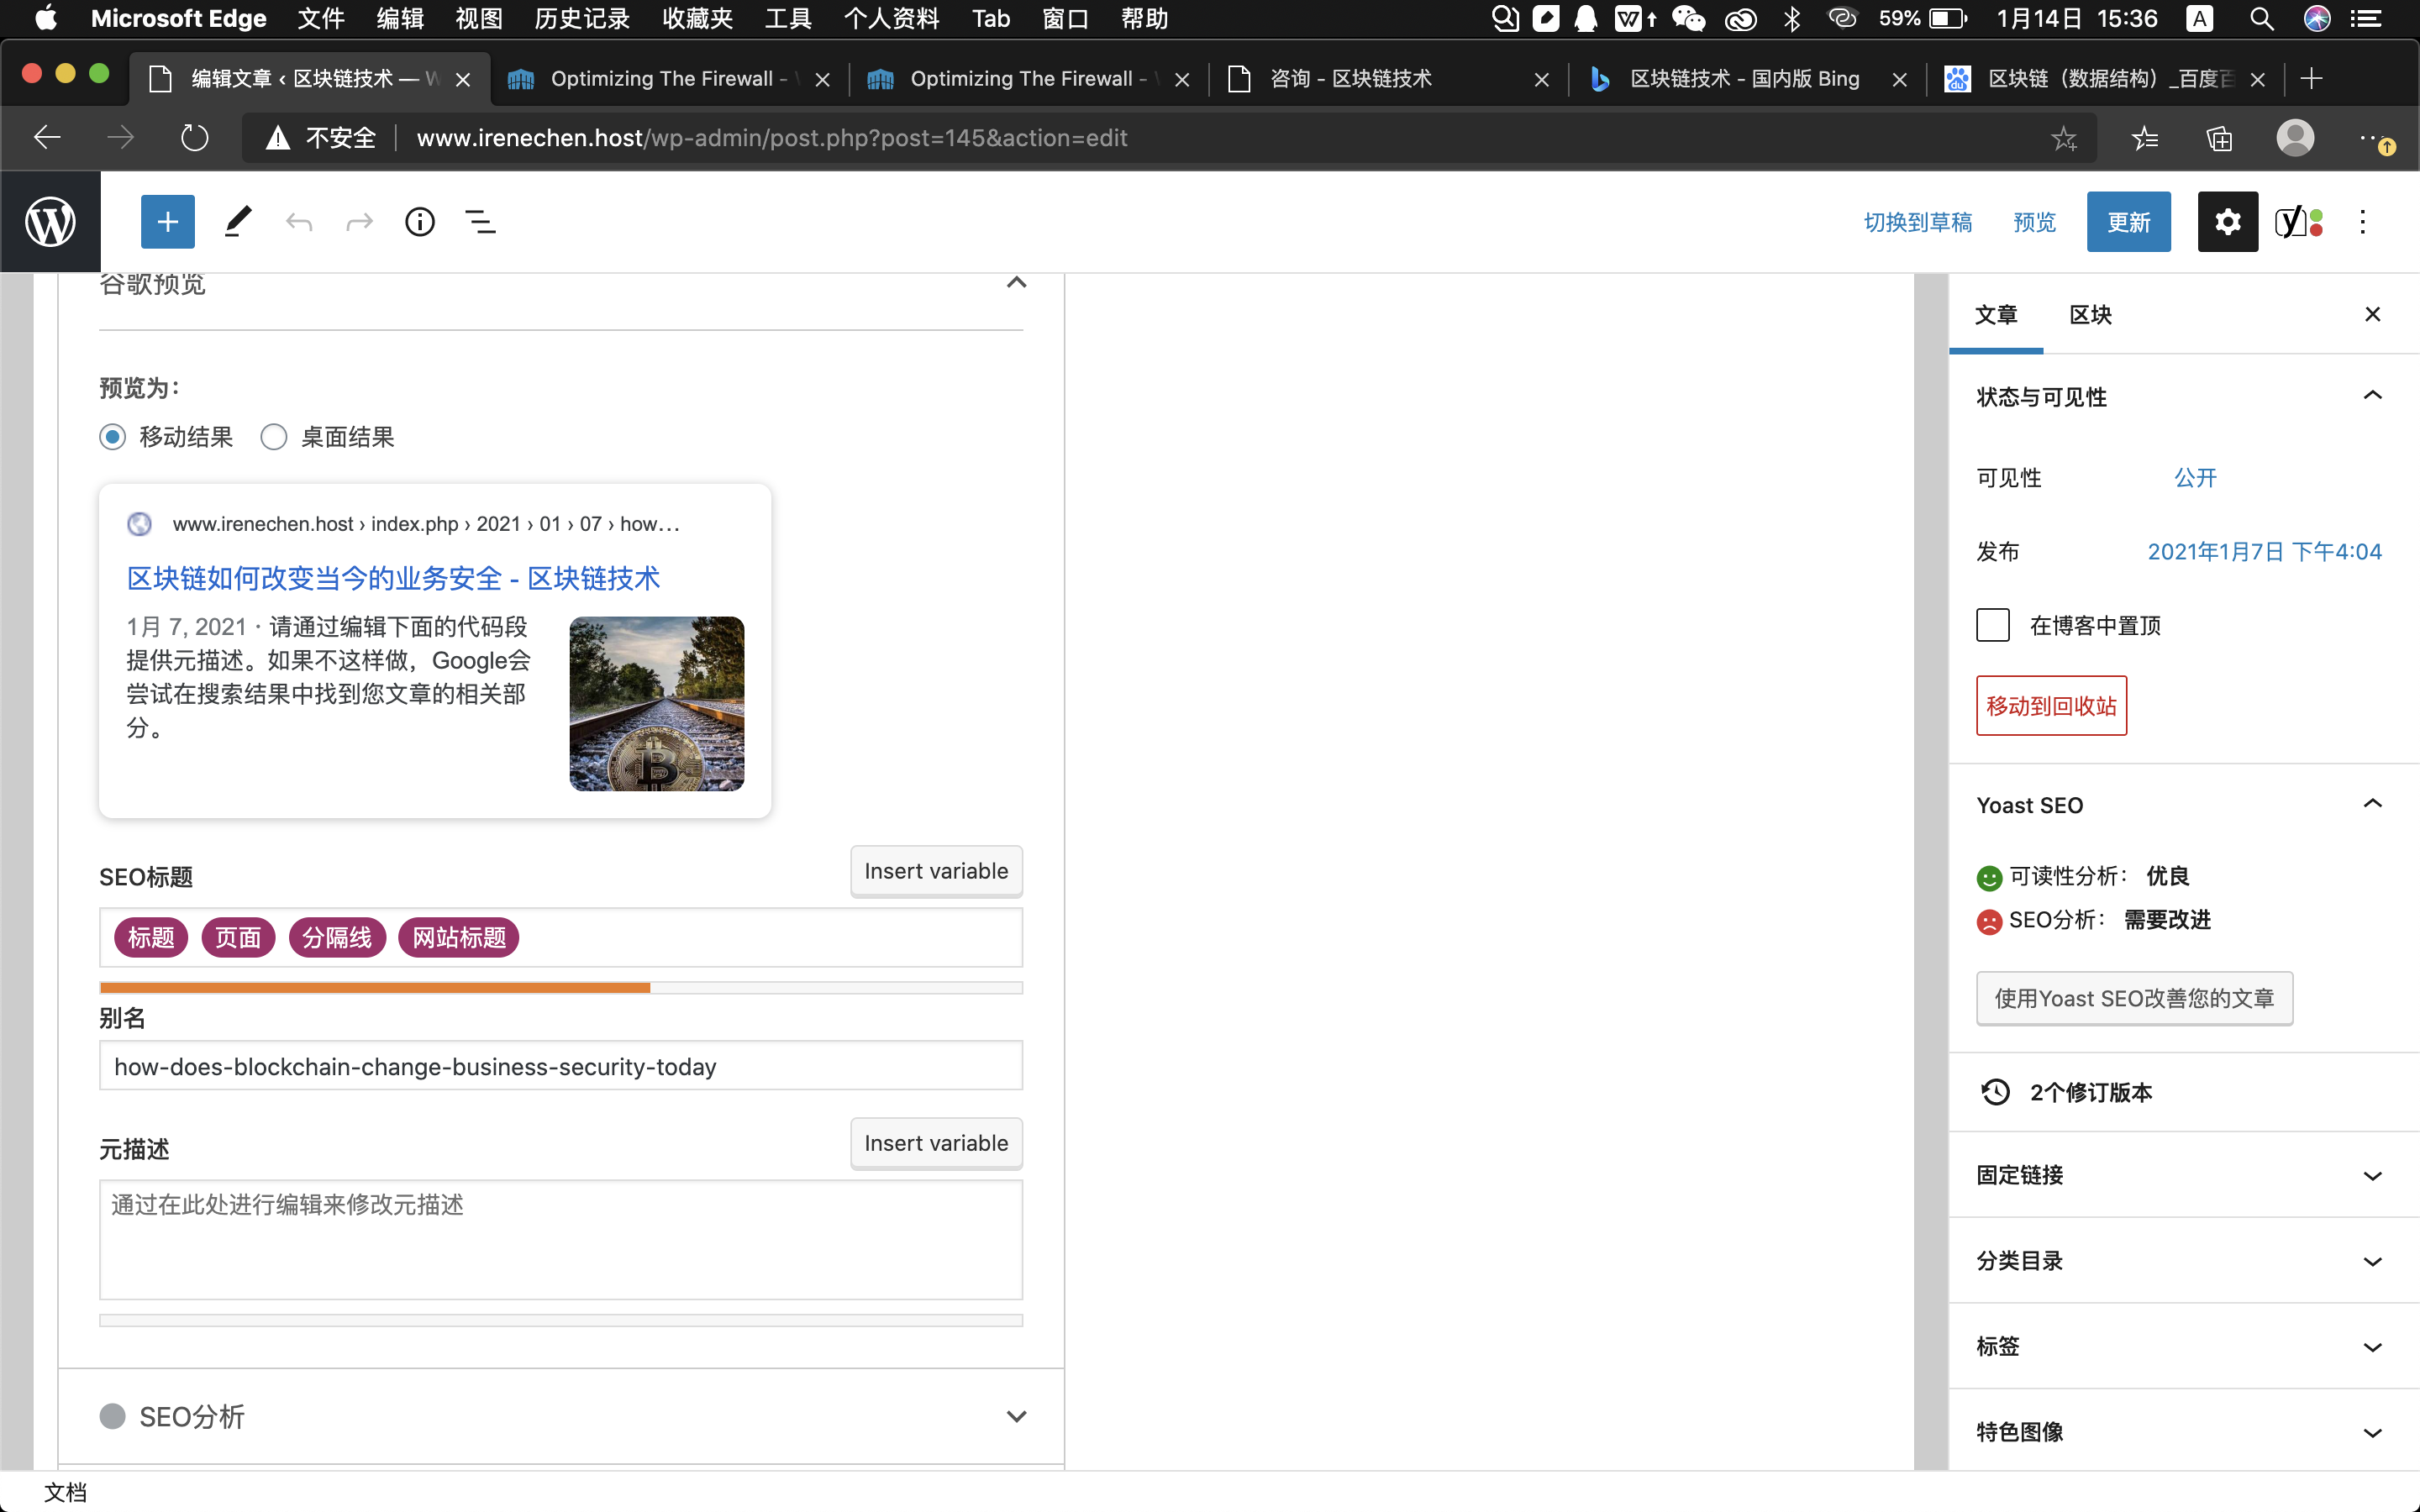 Microsoft Edge 文件 编辑 视图 历史记录 收藏夹 工具 个人资料 Tab 窗口 帮助 59% 1月14日 15:36 A
编辑文章 ‹ 区块链技术 — W
Optimizing The Firewall -
Optimizing The Firewall -
咨询 - 区块链技术
区块链技术 - 国内版 Bing
区块链（数据结构）_百度百
不安全 www.irenechen.host/wp-admin/post.php?post=145&action=edit
切换到草稿 预览 更新
谷歌预览
预览为：
移动结果 桌面结果
www.irenechen.host › index.php › 2021 › 01 › 07 › how…
区块链如何改变当今的业务安全 - 区块链技术
1月 7, 2021 · 请通过编辑下面的代码段
提供元描述。如果不这样做，Google会
尝试在搜索结果中找到您文章的相关部
分。
SEO标题
Insert variable
标题 页面 分隔线 网站标题
别名
how-does-blockchain-change-business-security-today
元描述
Insert variable
通过在此处进行编辑来修改元描述
SEO分析
文档
文章 区块
状态与可见性
可见性 公开
发布 2021年1月7日 下午4:04
在博客中置顶
移动到回收站
Yoast SEO
可读性分析： 优良
SEO分析： 需要改进
使用Yoast SEO改善您的文章
2个修订版本
固定链接
分类目录
标签
特色图像